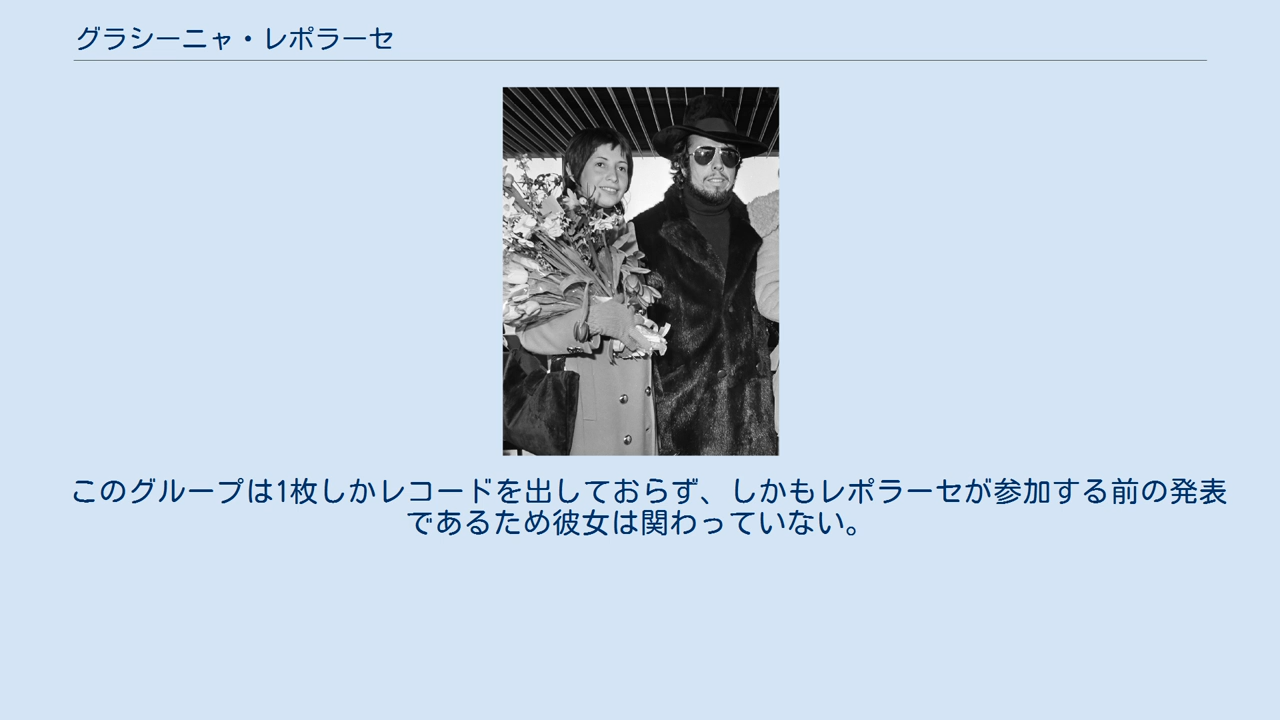 グラシーニャ・レポラーセ
このグループは1枚しかレコードを出しておらず、しかもレポラーセが参加する前の発表
であるため彼女は関わっていない。